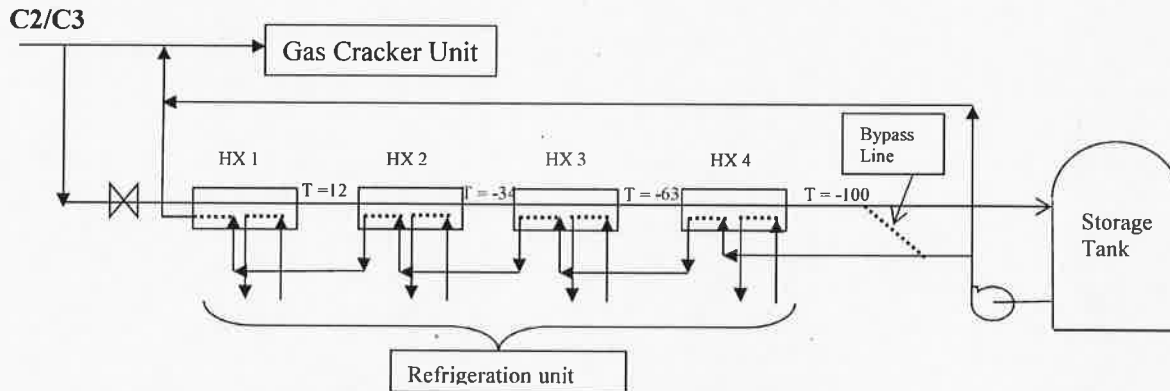 C2/C3
Gas Cracker Unit
Bypass
Line
HX 1
HX 2
HX 3
HX 4
T =12
T = -34
T = -63
T = -100
Storage
Tank
Refrigeration unit